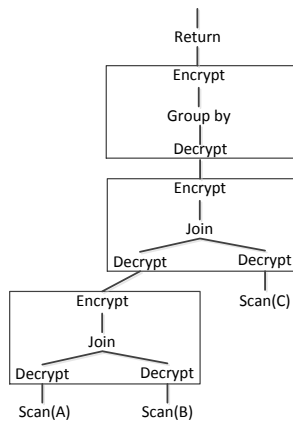 Return
Encrypt
Group by
Decrypt
Encrypt
Join
Decrypt Decrypt
Encrypt Scan(C)
Join
Decrypt Decrypt
Scan(A) Scan(B)